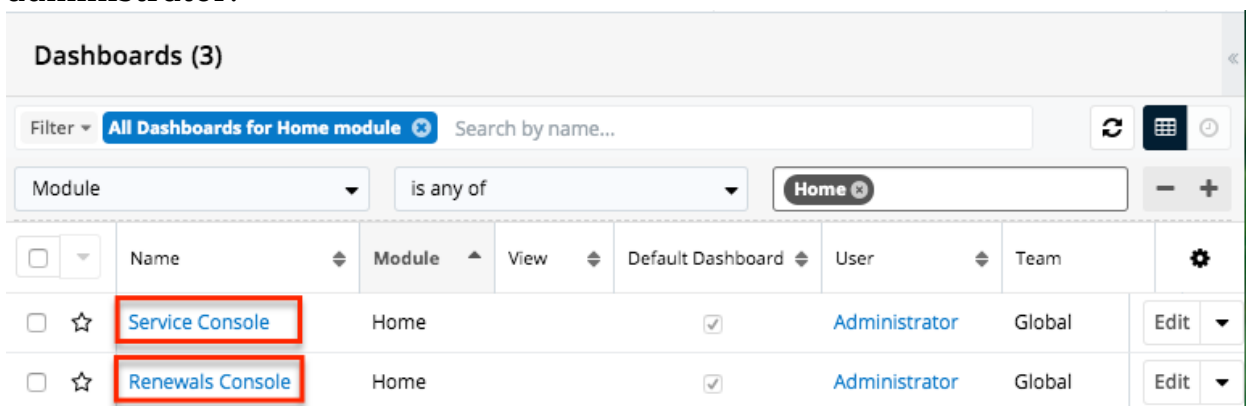 Dashboards (3)
Filter All Dashboards for Home module Search by name...
Module is any of Home
Name Module View Default Dashboard User Team
Service Console Home Administrator Global Edit
Renewals Console Home Administrator Global Edit